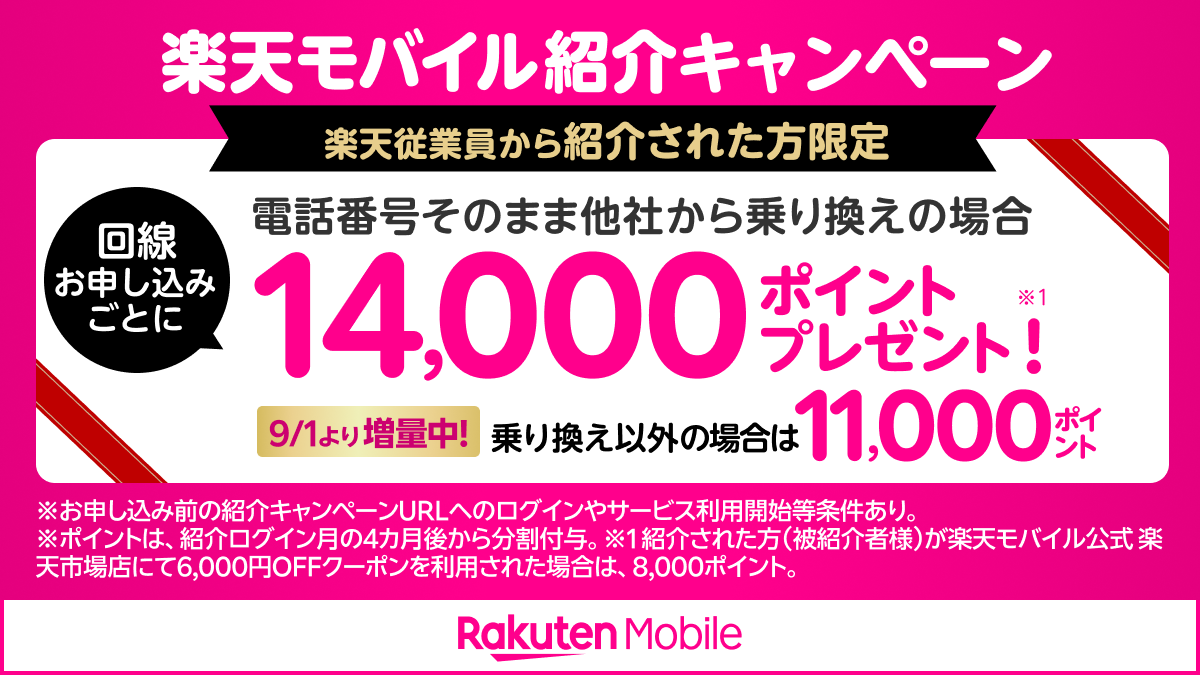 楽天モバイル紹介キャンペーン
楽天従業員から紹介された方限定
回線
お申し込み
ごとに
電話番号そのまま他社から乗り換えの場合
14,000ポイント
プレゼント!※1
9/1より増量中! 乗り換え以外の場合は11,000ポイ
ント
※お申し込み前の紹介キャンペーンURLへのログインやサービス利用開始等条件あり。
※ポイントは、紹介ログイン月の4カ月後から分割付与。※1 紹介された方(被紹介者様)が楽天モバイル公式 楽
天市場店にて6,000円OFFクーポンを利用された場合は、8,000ポイント。
Rakuten Mobile